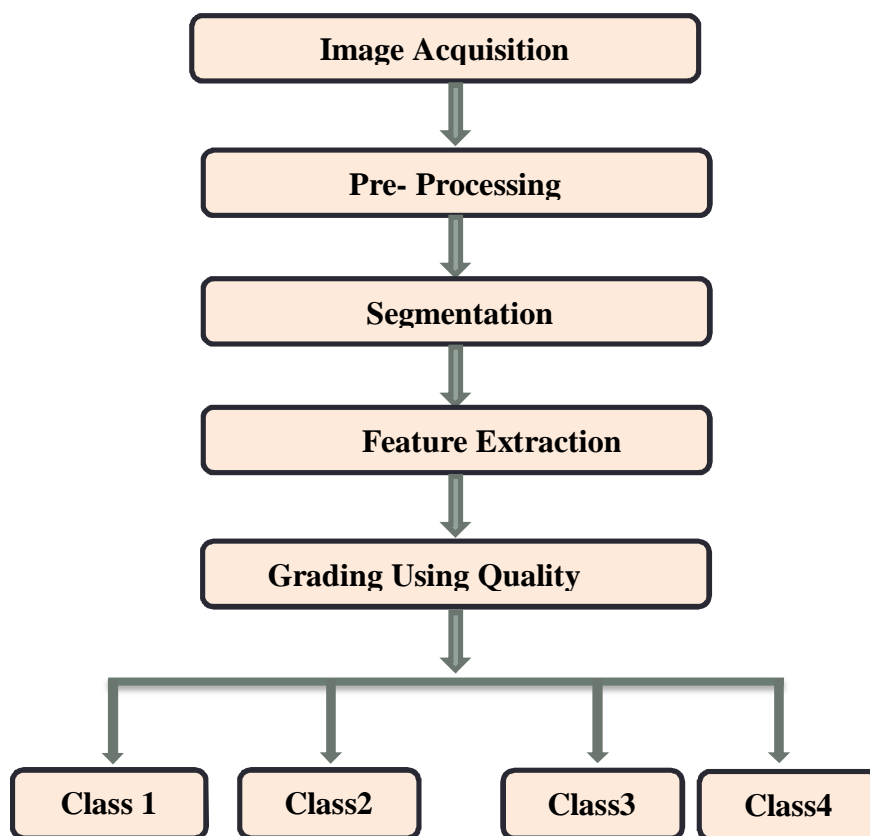 Image Acquisition
Pre- Processing
Segmentation
Feature Extraction
Grading Using Quality
Class 1
Class2
Class3
Class4